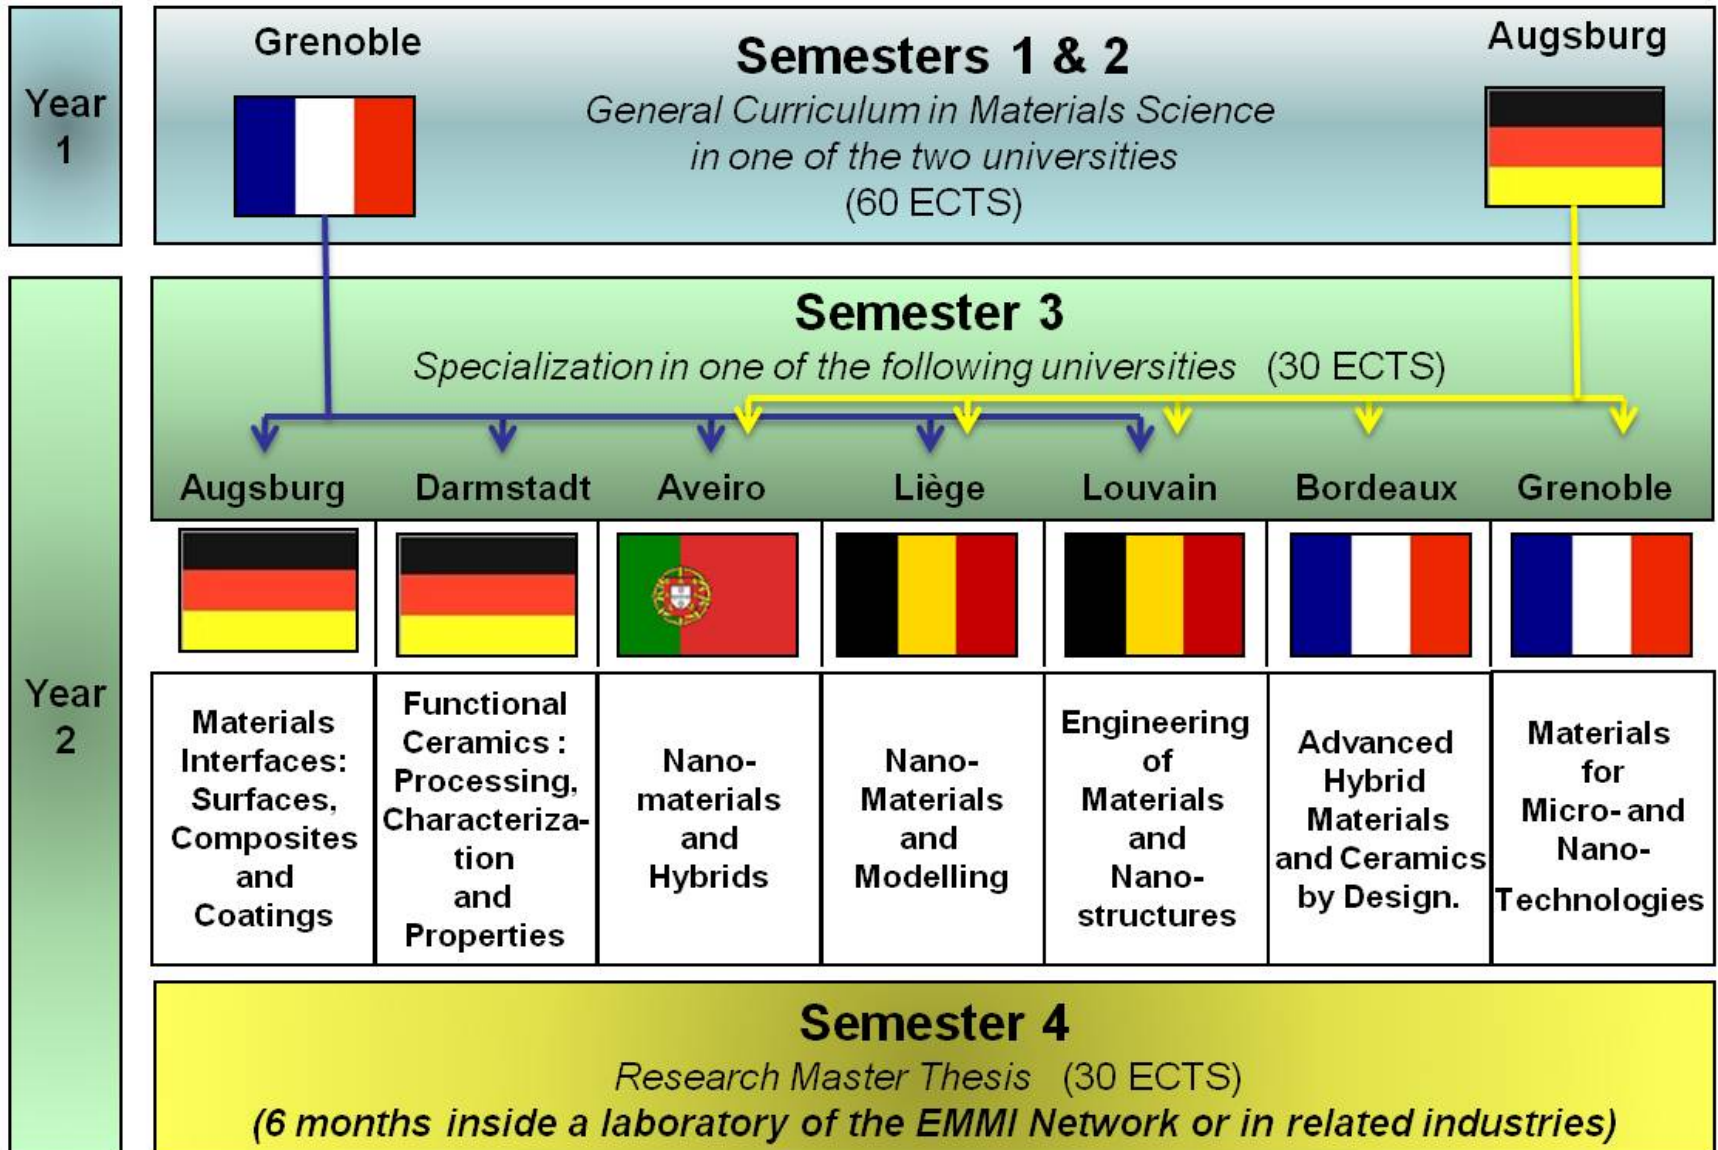 Grenoble
Semesters 1 & 2
Augsburg
Year
1
General Curriculum in Materials Science
in one of the two universities
(60 ECTS)
Semester 3
Specialization in one of the following universities (30 ECTS)
Augsburg Darmstadt Aveiro Liège Louvain Bordeaux Grenoble
Year
2
Materials
Interfaces:
Surfaces,
Composites
and
Coatings
Functional
Ceramics :
Processing,
Characteriza-
tion
and
Properties
Nano-
materials
and
Hybrids
Nano-
Materials
and
Modelling
Engineering
of
Materials
and
Nano-
structures
Advanced
Hybrid
Materials
and Ceramics
by Design.
Materials
for
Micro- and
Nano-
Technologies
Semester 4
Research Master Thesis (30 ECTS)
(6 months inside a laboratory of the EMMI Network or in related industries)